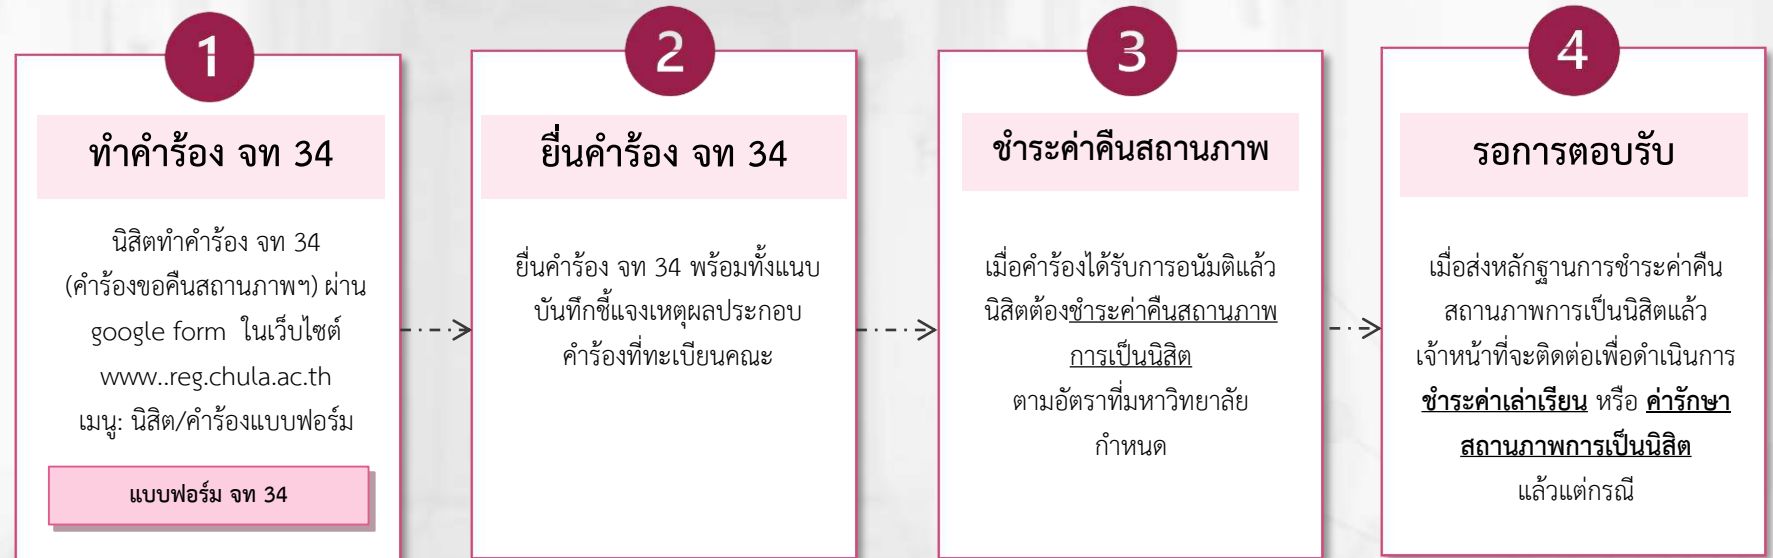 1
ทำคำร้อง จท 34
นิสิตทำคำร้อง จท 34
(คำร้องขอคืนสถานภาพฯ) ผ่าน
google form ในเว็บไซต์
www..reg.chula.ac.th
เมนู: นิสิต/คำร้องแบบฟอร์ม
แบบฟอร์ม จท 34
2
ยื่นคำร้อง จท 34
ยื่นคำร้อง จท 34 พร้อมทั้งแนบ
บันทึกชี้แจงเหตุผลประกอบ
คำร้องที่ทะเบียนคณะ
3
ชำระค่าคืนสถานภาพ
เมื่อคำร้องได้รับการอนัมติแล้ว
นิสิตต้องชำระค่าคืนสถานภาพ
การเป็นนิสิต
ตามอัตราที่มหาวิทยาลัย
กำหนด
4
รอการตอบรับ
เมื่อส่งหลักฐานการชำระค่าคืน
สถานภาพการเป็นนิสิตแล้ว
เจ้าหน้าที่จะติดต่อเพื่อดำเนินการ
ชำระค่าเล่าเรียน หรือ ค่ารักษา
สถานภาพการเป็นนิสิต
แล้วแต่กรณี